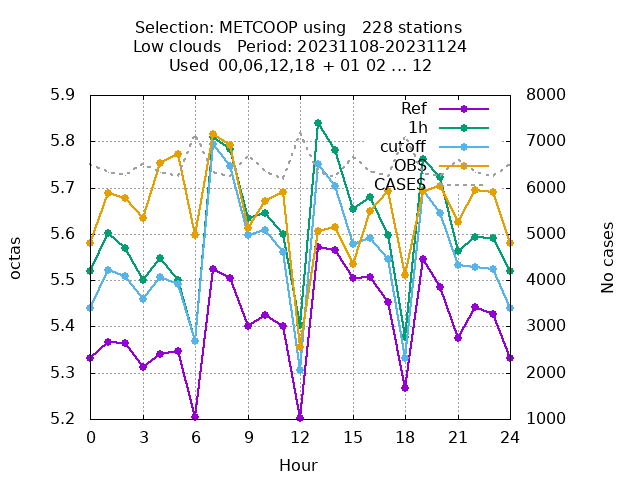 Selection: METCOOP using   228 stations
Low clouds   Period: 20231108-20231124
Used  00,06,12,18 + 01 02 ... 12
5.9
5.8
5.7
5.6
5.5
5.4
5.3
5.2
octas
8000
7000
6000
5000
4000
3000
2000
1000
No cases
Ref
1h
cutoff
OBS
CASES
0 3 6 9 12 15 18 21 24
Hour